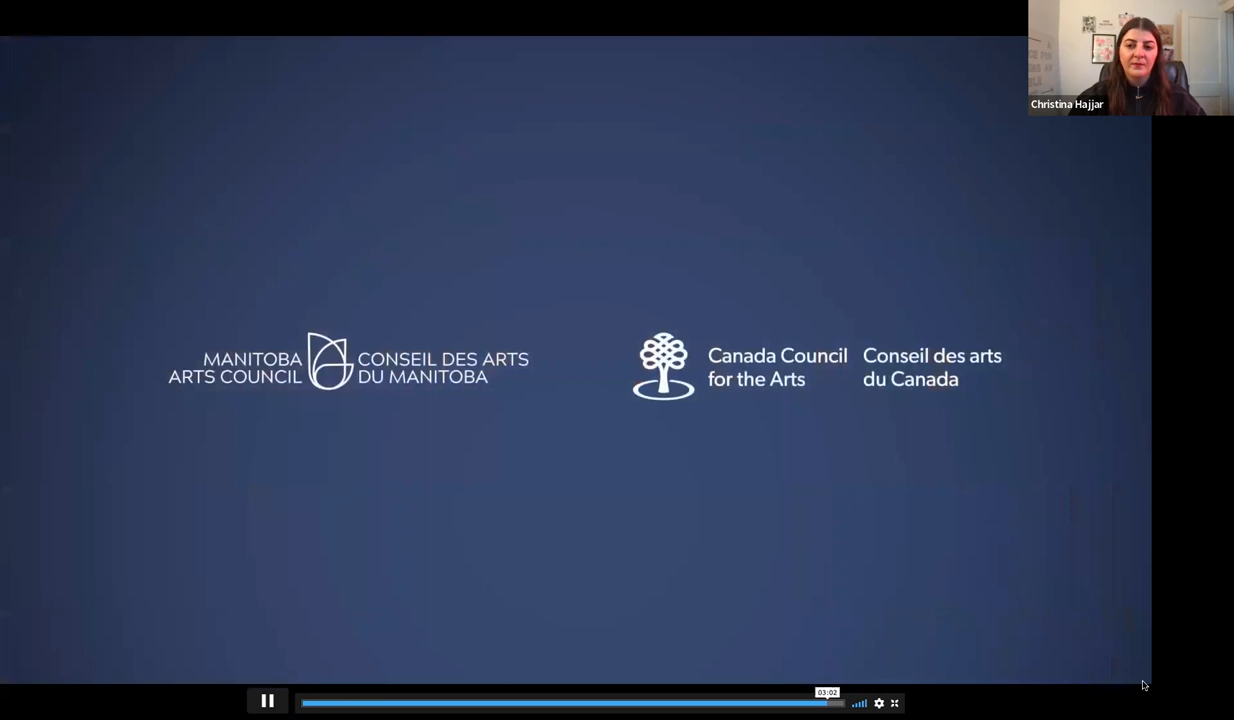 Christina Hajjar
MANITOBA
ARTS COUNCIL
CONSEIL DES ARTS
DU MANITOBA
Canada Council
for the Arts
Conseil des arts
du Canada
03:02